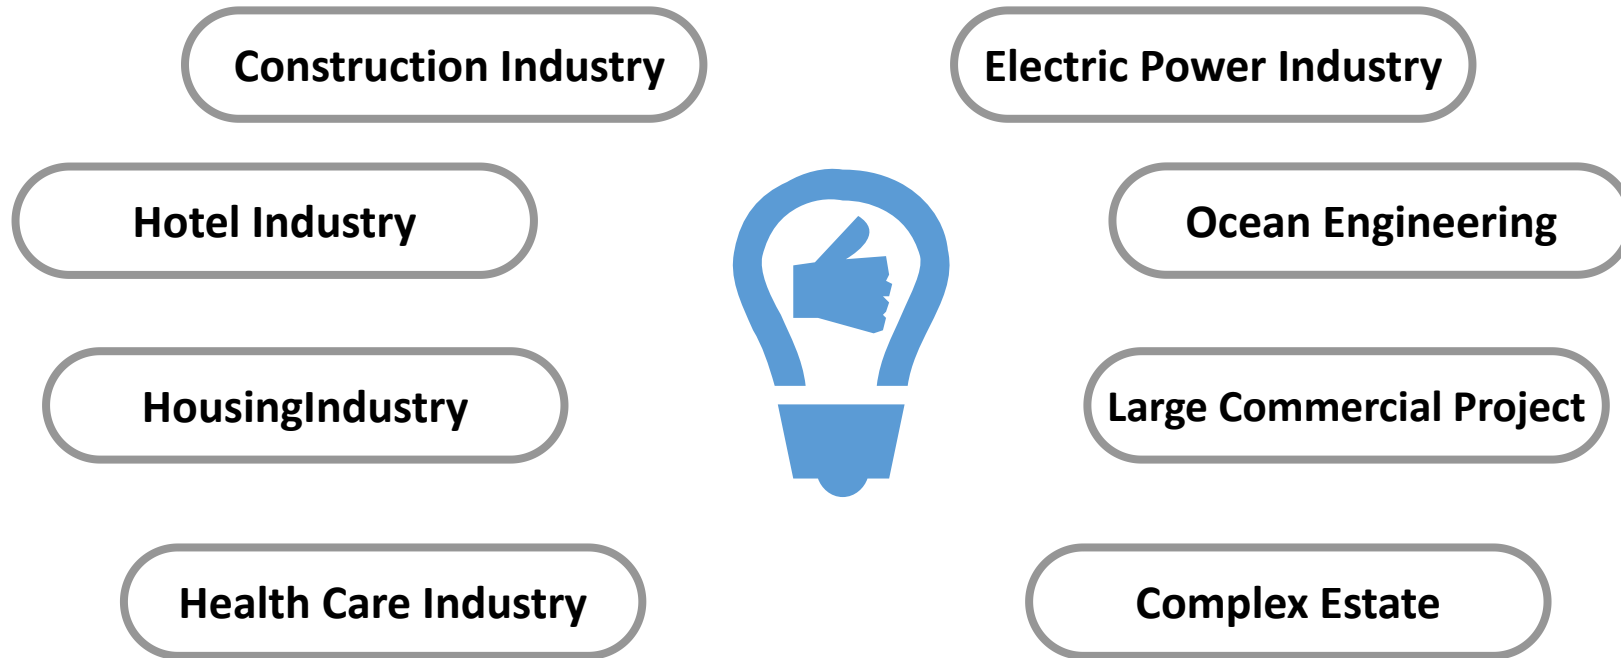 Construction Industry
Electric Power Industry
Hotel Industry
Ocean Engineering
HousingIndustry
Large Commercial Project
Health Care Industry
Complex Estate